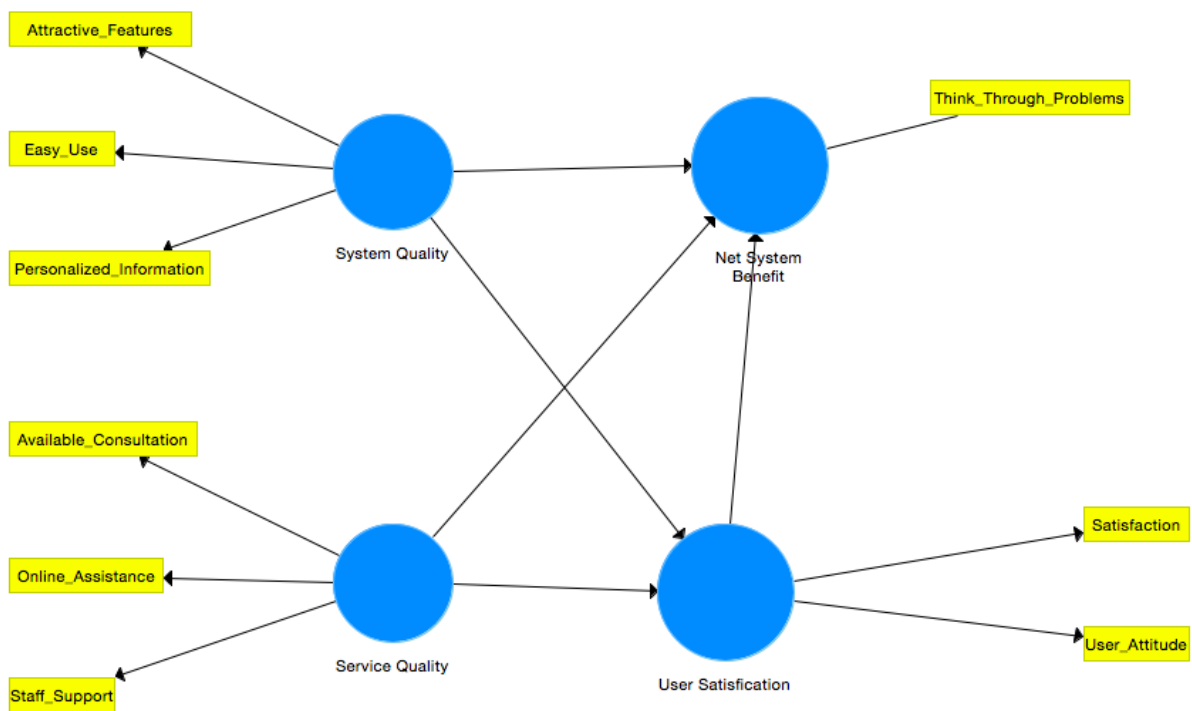 Attractive_Features
Think_Through_Problems
Easy_Use
System Quality
Net System
Benefit
Personalized_Information
Available_Consultation
Satisfaction
Online_Assistance
User_Attitude
Service Quality
User Satisfication
Staff_Support